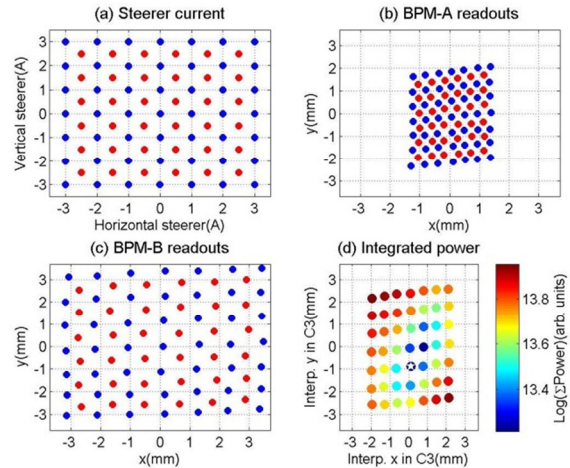 (a) Steerer current
3
2
1
0
-1
-2
-3
Vertical steerer(A)
-3 -2 -1 0 1 2 3
Horizontal steerer(A)
(b) BPM-A readouts
3
2
1
0
-1
-2
-3
y(mm)
-3 -2 -1 0 1 2 3
x(mm)
(c) BPM-B readouts
3
2
1
0
-1
-2
-3
y(mm)
-3 -2 -1 0 1 2 3
x(mm)
(d) Integrated power
3
2
1
0
-1
-2
-3
Interp. y in C3(mm)
-3 -2 -1 0 1 2 3
Interp. x in C3(mm)
13.8
13.6
13.4
Log(ΣPower)(arb. units)